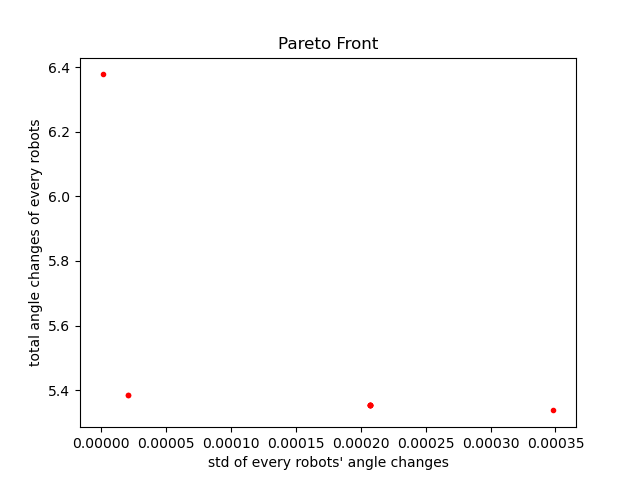 Pareto Front
6.4
6.2
6.0
5.8
5.6
5.4
total angle changes of every robots
0.00000 0.00005 0.00010 0.00015 0.00020 0.00025 0.00030 0.00035
std of every robots' angle changes